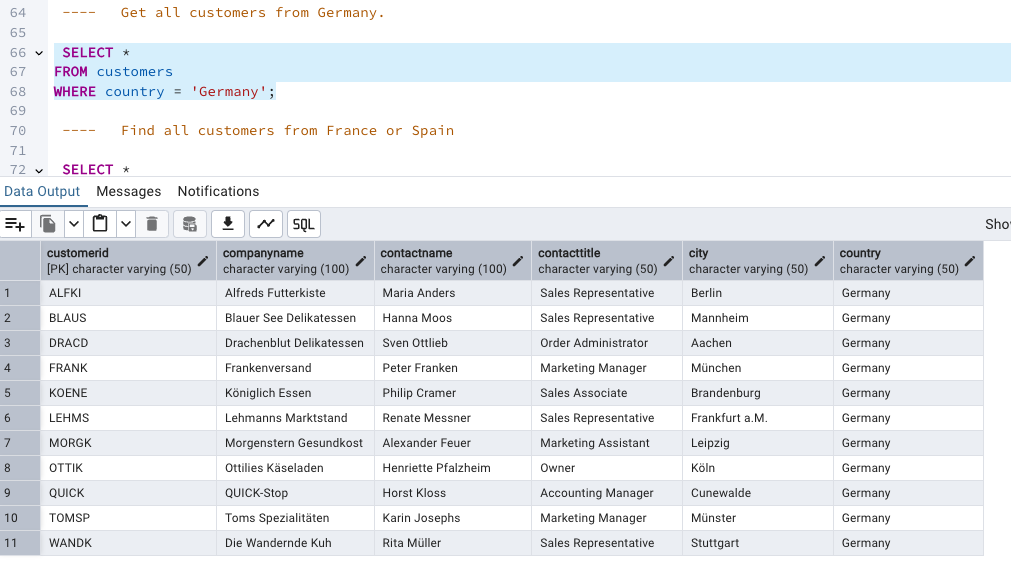 64 ---- Get all customers from Germany.
65
66 SELECT *
67 FROM customers
68 WHERE country = 'Germany';
69
70 ---- Find all customers from France or Spain
71
72 SELECT *
Data Output Messages Notifications
SQL Sho
customerid companyname contactname contacttitle city country
[PK] character varying (50) character varying (100) character varying (100) character varying (50) character varying (50) character varying (50)
1 ALFKI Alfreds Futterkiste Maria Anders Sales Representative Berlin Germany
2 BLAUS Blauer See Delikatessen Hanna Moos Sales Representative Mannheim Germany
3 DRACD Drachenblut Delikatessen Sven Ottlieb Order Administrator Aachen Germany
4 FRANK Frankenversand Peter Franken Marketing Manager München Germany
5 KOENE Königlich Essen Philip Cramer Sales Associate Brandenburg Germany
6 LEHMS Lehmanns Marktstand Renate Messner Sales Representative Frankfurt a.M. Germany
7 MORGK Morgenstern Gesundkost Alexander Feuer Marketing Assistant Leipzig Germany
8 OTTIK Ottilies Käseladen Henriette Pfalzheim Owner Köln Germany
9 QUICK QUICK-Stop Horst Kloss Accounting Manager Cunewalde Germany
10 TOMSP Toms Spezialitäten Karin Josephs Marketing Manager Münster Germany
11 WANDK Die Wandernde Kuh Rita Müller Sales Representative Stuttgart Germany